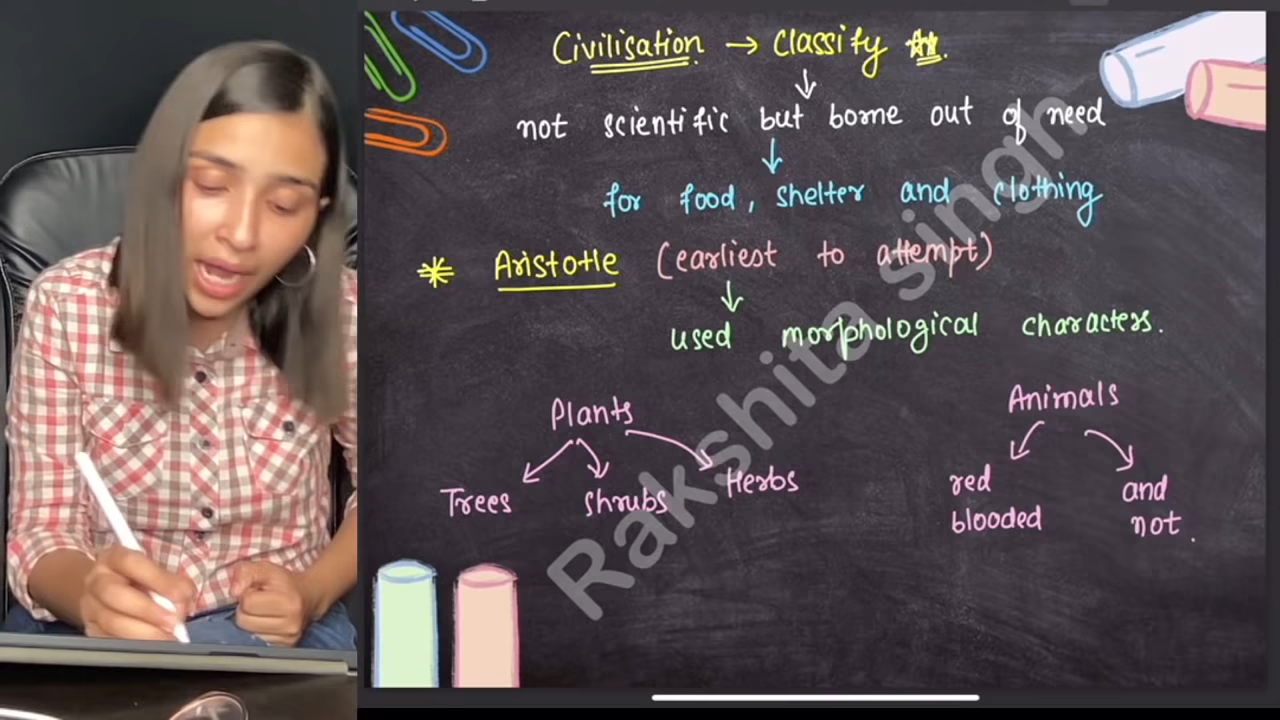 Civilisation → Classify
not scientific but borne out of need
for food, shelter and clothing
* Aristotle (earliest to attempt)
used morphological characters.
Plants
Animals
Trees
Shrubs
Herbs
red blooded
and not.
Rakshita singh